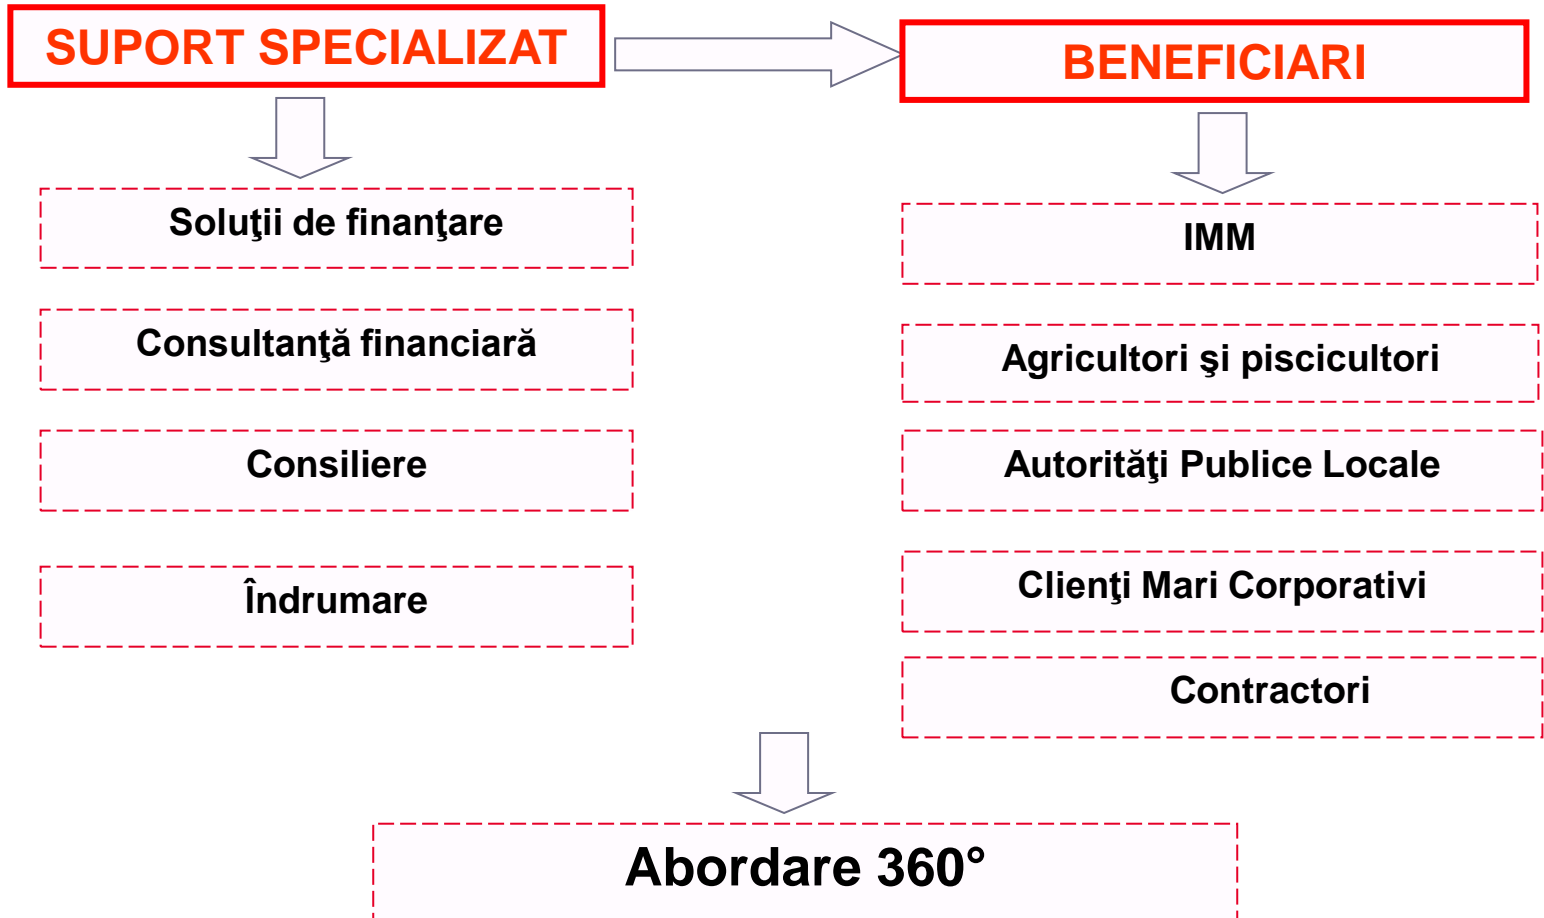 SUPORT SPECIALIZAT
BENEFICIARI
Soluţii de finanţare
Consultanţă financiară
Consiliere
Îndrumare
IMM
Agricultori şi piscicultori
Autorităţi Publice Locale
Clienţi Mari Corporativi
Contractori
Abordare 360°